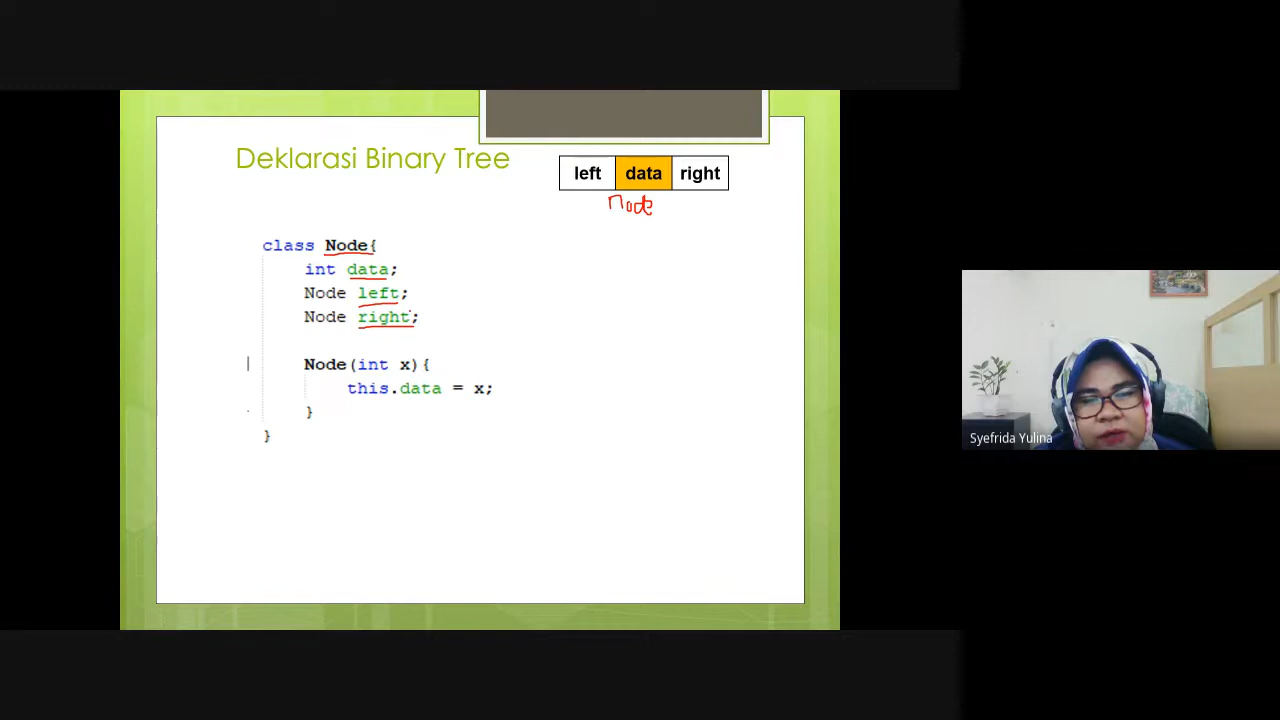 Deklarasi Binary Tree
left data right
node
class Node{
int data;
Node left;
Node right;
Node(int x){
this.data = x;
}
}
Syefrida Yulina